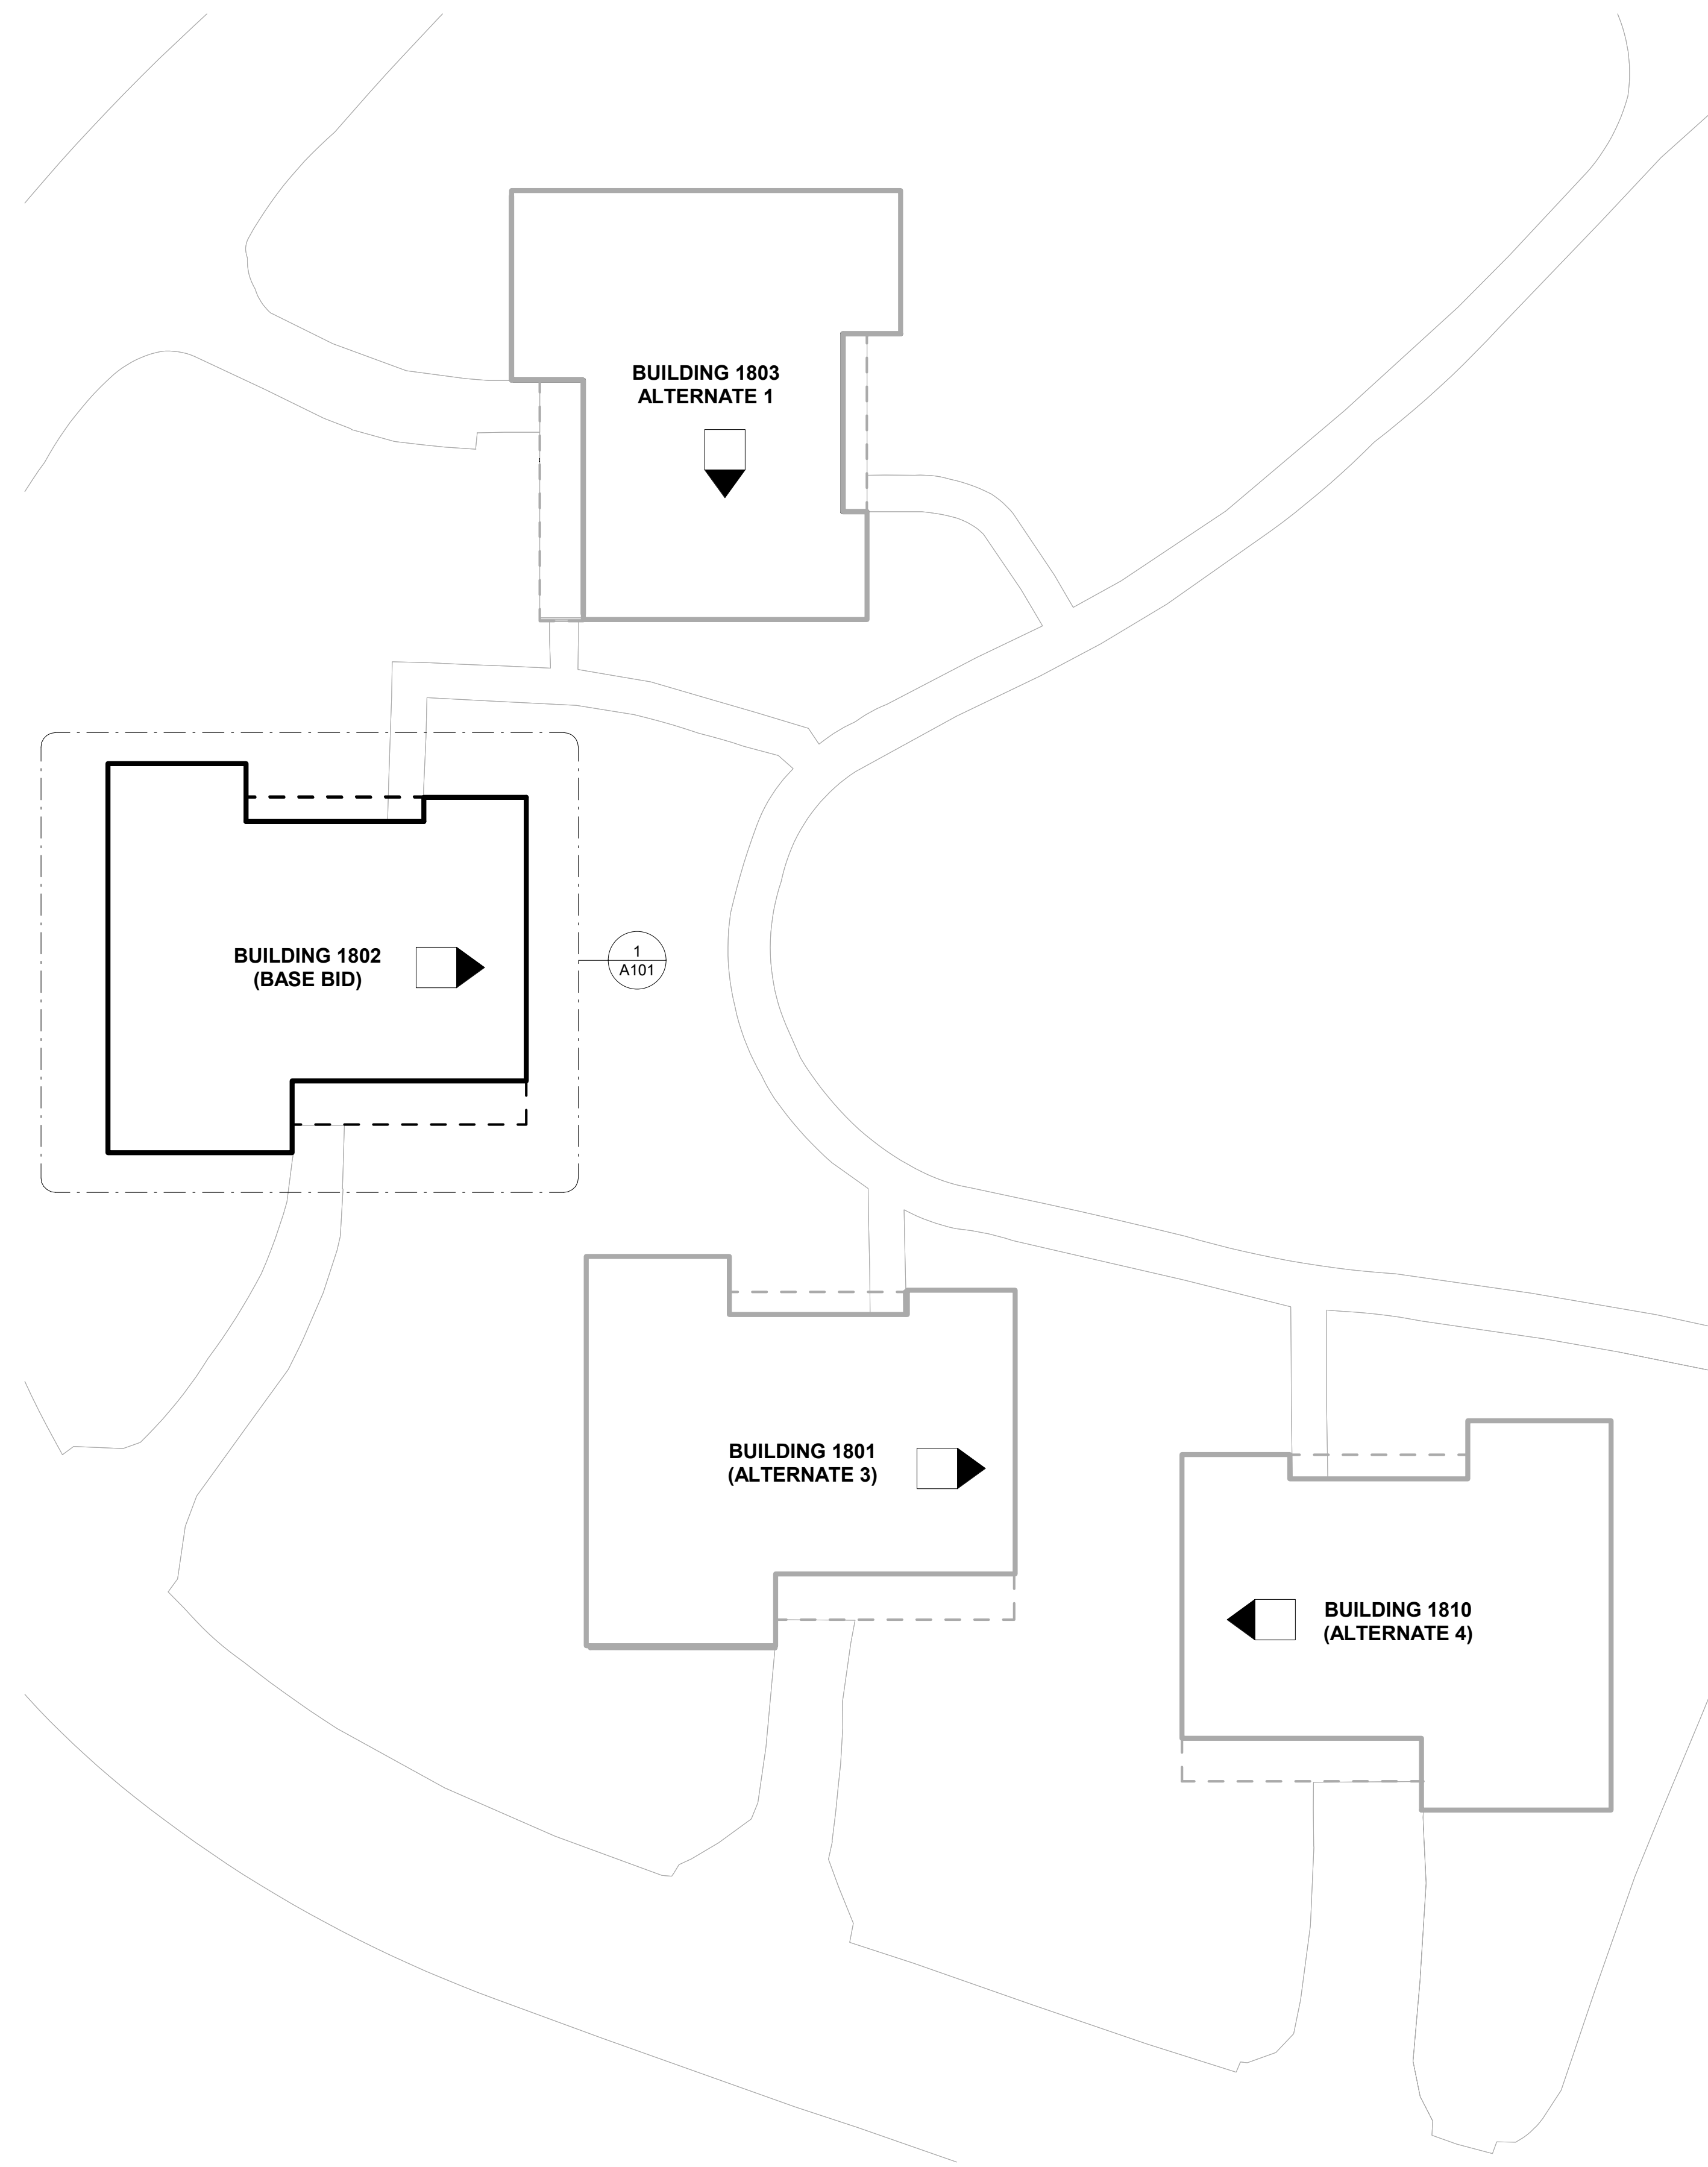 BUILDING 1803
ALTERNATE 1
BUILDING 1802
(BASE BID)
1
A101
BUILDING 1801
(ALTERNATE 3)
BUILDING 1810
(ALTERNATE 4)